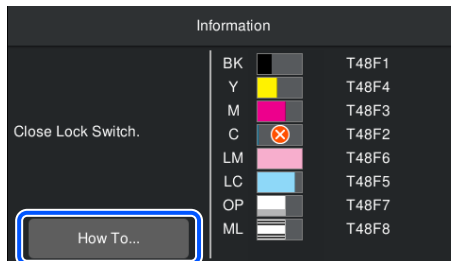 Information
BK T48F1
Y T48F4
M T48F3
Close Lock Switch.
C T48F2
LM T48F6
LC T48F5
OP T48F7
ML T48F8
How To...